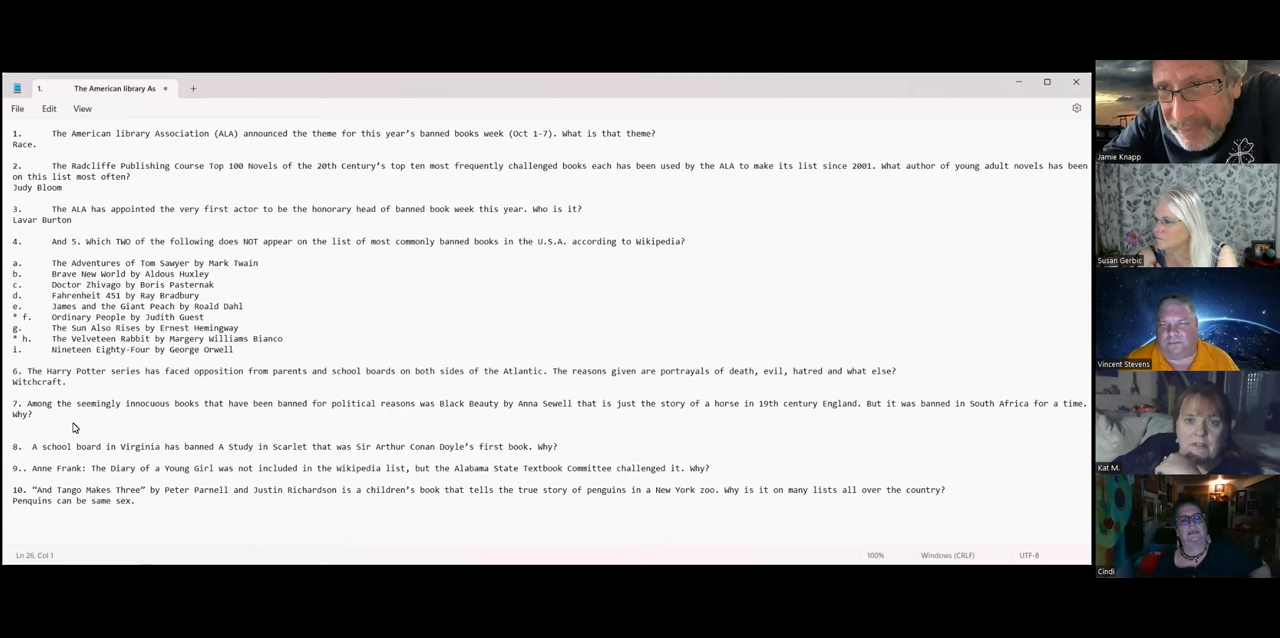 1. The American library As
File Edit View
1. The American library Association (ALA) announced the theme for this year's banned books week (Oct 1-7). What is that theme?
Race.
2. The Radcliffe Publishing Course Top 100 Novels of the 20th Century's top ten most frequently challenged books each has been used by the ALA to make its list since 2001. What author of young adult novels has been
on this list most often?
Judy Bloom
3. The ALA has appointed the very first actor to be the honorary head of banned book week this year. Who is it?
Lavar Burton
4. And 5. Which TWO of the following does NOT appear on the list of most commonly banned books in the U.S.A. according to Wikipedia?
a. The Adventures of Tom Sawyer by Mark Twain
b. Brave New World by Aldous Huxley
c. Doctor Zhivago by Boris Pasternak
d. Fahrenheit 451 by Ray Bradbury
e. James and the Giant Peach by Roald Dahl
* f. Ordinary People by Judith Guest
g. The Sun Also Rises by Ernest Hemingway
* h. The Velveteen Rabbit by Margery Williams Bianco
i. Nineteen Eighty-Four by George Orwell
6. The Harry Potter series has faced opposition from parents and school boards on both sides of the Atlantic. The reasons given are portrayals of death, evil, hatred and what else?
Witchcraft.
7. Among the seemingly innocuous books that have been banned for political reasons was Black Beauty by Anna Sewell that is just the story of a horse in 19th century England. But it was banned in South Africa for a time.
Why?
8. A school board in Virginia has banned A Study in Scarlet that was Sir Arthur Conan Doyle's first book. Why?
9.. Anne Frank: The Diary of a Young Girl was not included in the Wikipedia list, but the Alabama State Textbook Committee challenged it. Why?
10. "And Tango Makes Three" by Peter Parnell and Justin Richardson is a children's book that tells the true story of penguins in a New York zoo. Why is it on many lists all over the country?
Penquins can be same sex.
Ln 26, Col 1
100%
Windows (CRLF)
UTF-8
Jamie Knapp
Susan Gerbic
Vincent Stevens
Kat M.
Cindi